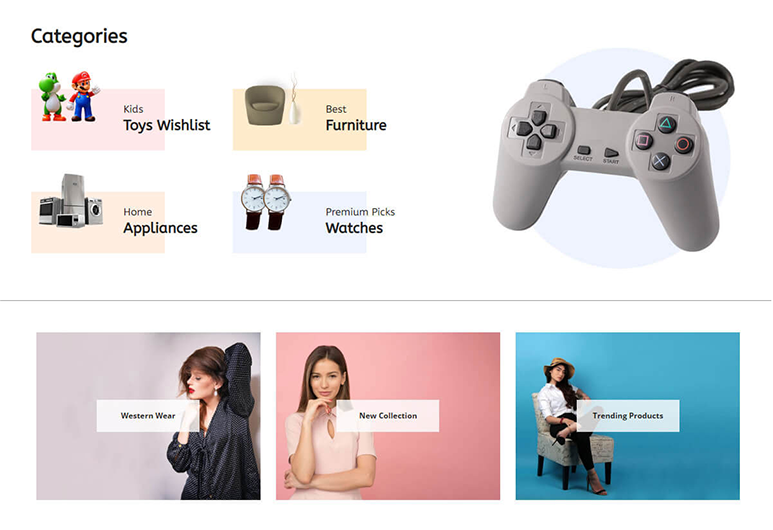 Categories
Kids
Toys Wishlist
Best
Furniture
Home
Appliances
Premium Picks
Watches
L
R
SELECT
START
Western Wear
New Collection
Trending Products